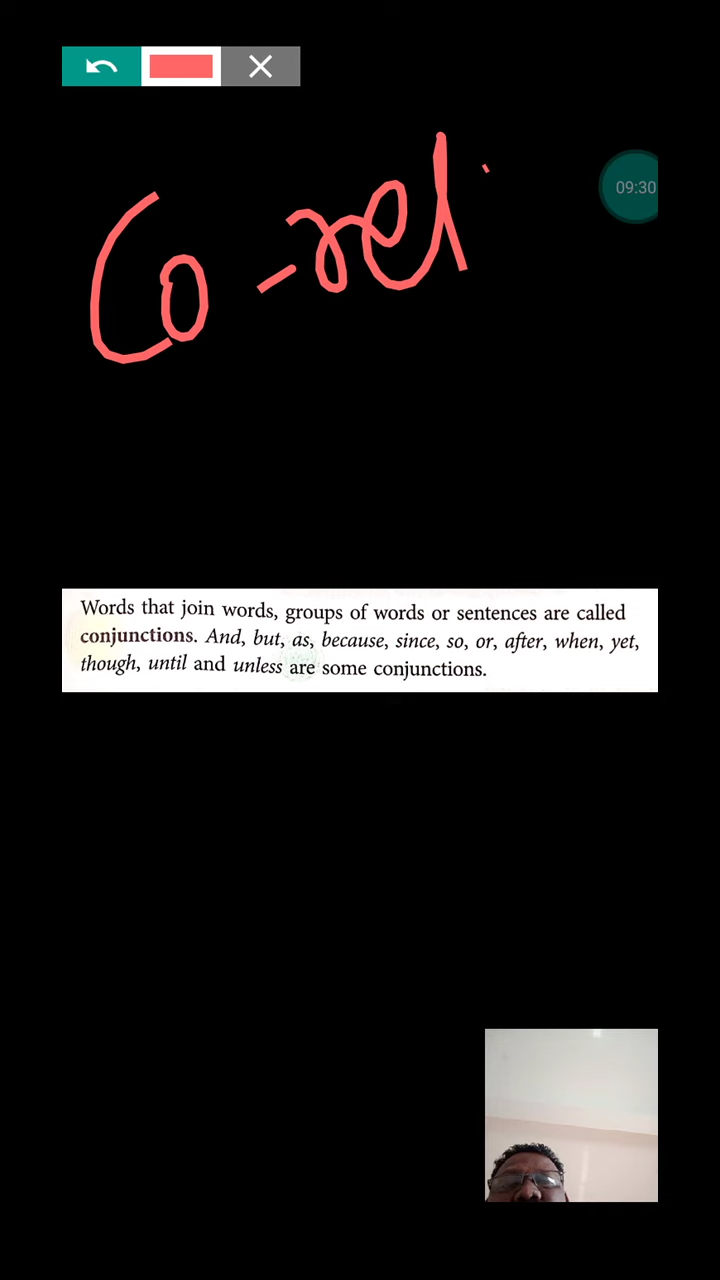 09:30
Co-rel
Words that join words, groups of words or sentences are called
conjunctions. And, but, as, because, since, so, or, after, when, yet,
though, until and unless are some conjunctions.